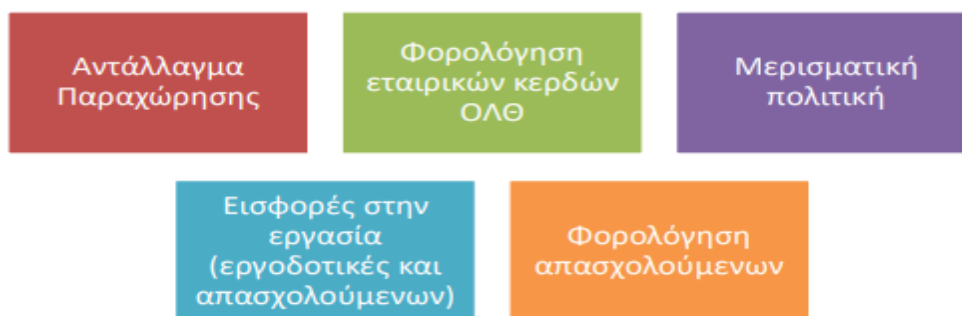 Αντάλλαγμα
Παραχώρησης
Φορολόγηση
εταιρικών κερδών
ΟΛΘ
Μερισματική
πολιτική
Εισφορές στην
εργασία
(εργοδοτικές και
απασχολούμενων)
Φορολόγηση
απασχολούμενων